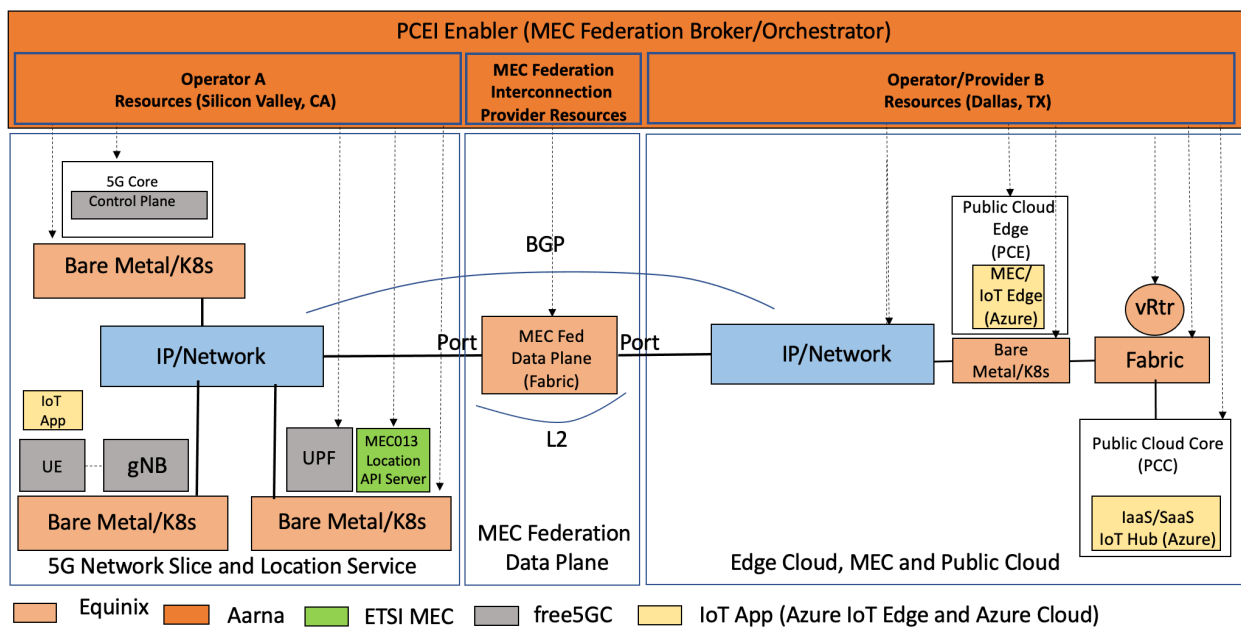 PCEI Enabler (MEC Federation Broker/Orchestrator)
Operator A
Resources (Silicon Valley, CA)
MEC Federation
Interconnection
Provider Resources
Operator/Provider B
Resources (Dallas, TX)
5G Core
Control Plane
Bare Metal/K8s
IP/Network
IoT
App
UE
gNB
Bare Metal/K8s
UPF
MEC013
Location
API Server
Bare Metal/K8s
5G Network Slice and Location Service
BGP
Port
MEC Fed
Data Plane
(Fabric)
Port
L2
MEC Federation
Data Plane
IP/Network
Public Cloud
Edge
(PCE)
MEC/
IoT Edge
(Azure)
Bare
Metal/K8s
vRtr
Fabric
Public Cloud Core
(PCC)
IaaS/SaaS
IoT Hub (Azure)
Edge Cloud, MEC and Public Cloud
Equinix
Aarna
ETSI MEC
free5GC
IoT App (Azure IoT Edge and Azure Cloud)